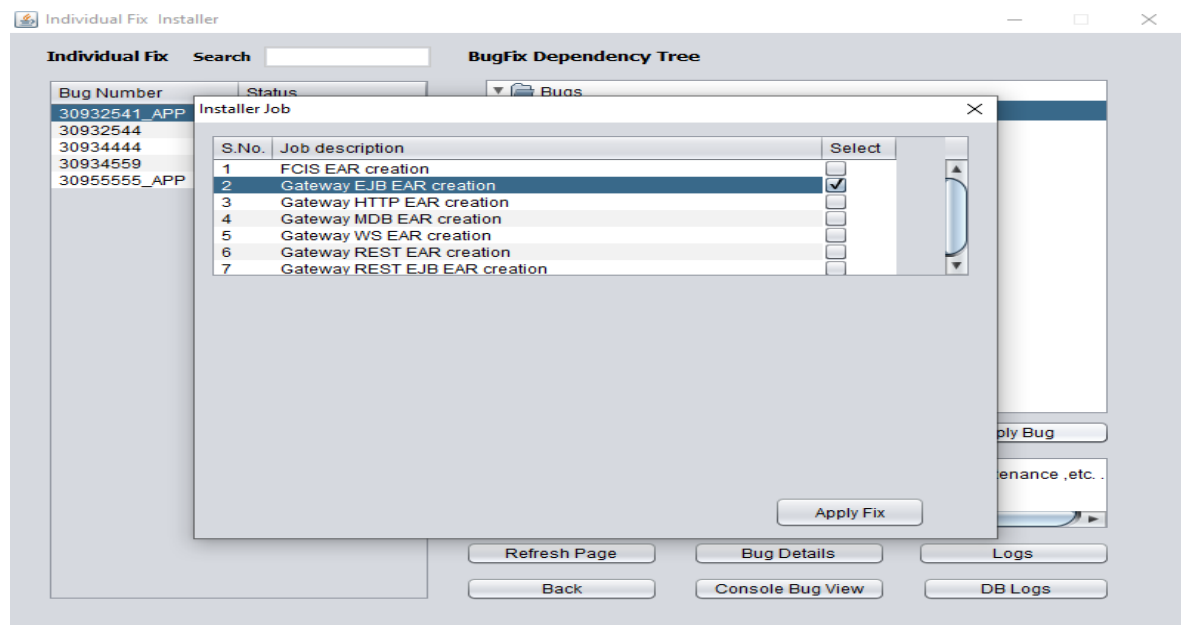 Individual Fix  Installer
Individual Fix Search
BugFix Dependency Tree
Bug Number Status
Bugs
30932541_APP
30932544
30934444
30934559
30955555_APP
Installer Job
S.No. Job description Select
1 FCIS EAR creation
2 Gateway EJB EAR creation
3 Gateway HTTP EAR creation
4 Gateway MDB EAR creation
5 Gateway WS EAR creation
6 Gateway REST EAR creation
7 Gateway REST EJB EAR creation
Apply Fix
ply Bug
enance ,etc. .
Refresh Page Bug Details Logs
Back Console Bug View DB Logs